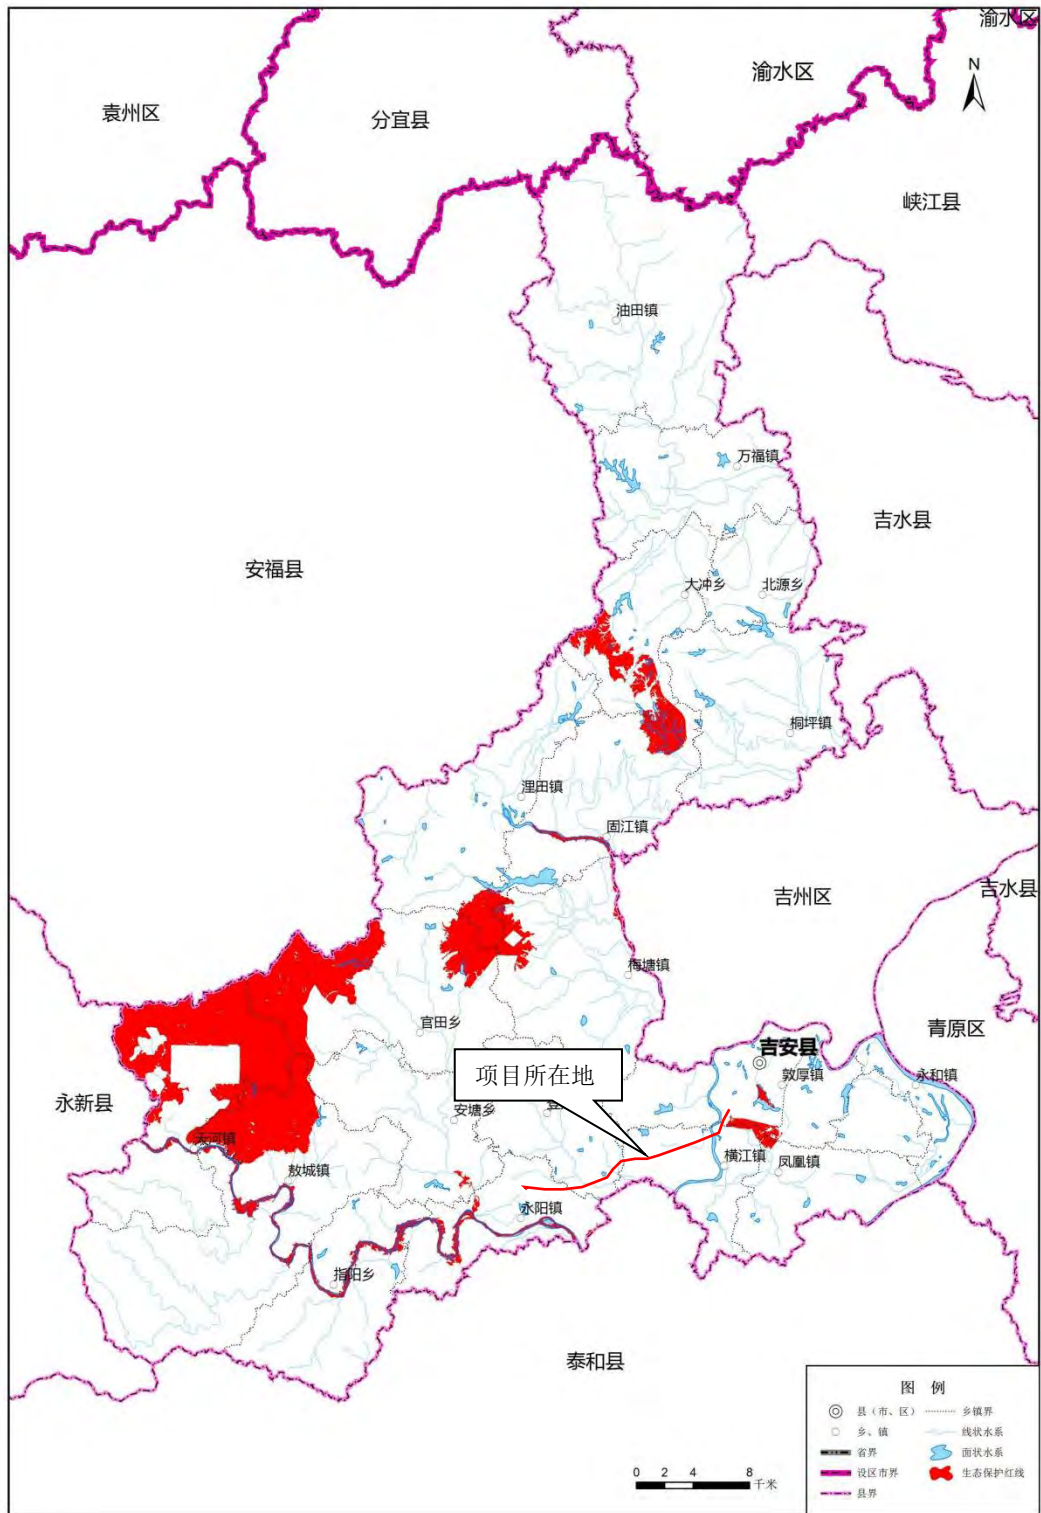 渝水区
N
渝水区
袁州区
分宜县
峡江县
油田镇
万福镇
吉水县
安福县
大冲乡
北源乡
桐坪镇
浬田镇
固江镇
吉州区
吉水县
梅塘镇
官田乡
青原区
吉安县
项目所在地
敦厚镇
永和镇
永新县
安塘乡
天河镇
敖城镇
横江镇
凤凰镇
永阳镇
指阳乡
泰和县
图 例
县（市、区）
乡镇界
乡、镇
线状水系
省界
面状水系
设区市界
生态保护红线
县界
0 2 4 8
千米